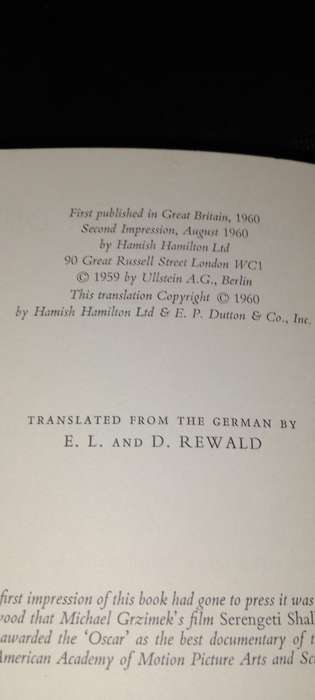 First published in Great Britain, 1960
Second Impression, August 1960
by Hamish Hamilton Ltd
90 Great Russell Street London WC1
© 1959 by Ullstein A.G., Berlin
This translation Copyright © 1960
by Hamish Hamilton Ltd & E. P. Dutton & Co., Inc.
TRANSLATED FROM THE GERMAN BY
E. L. AND D. REWALD
first impression of this book had gone to press it was
that Michael Grzimek's film Serengeti
awarded the 'Oscar' as the best documentary of
American Academy of Motion Picture Arts and